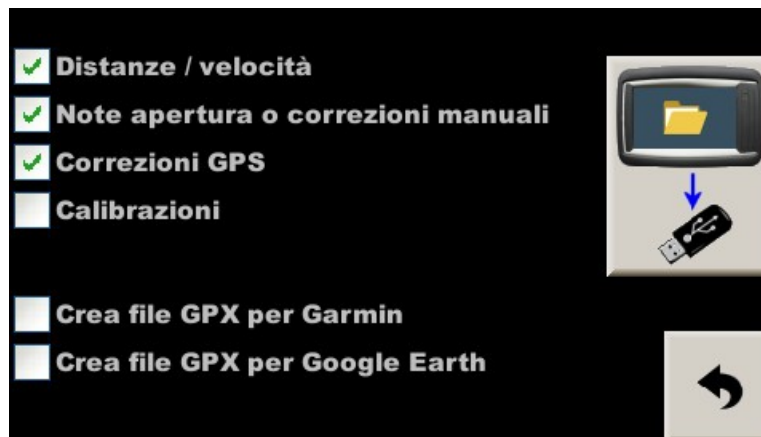 Distanze / velocità
Note apertura o correzioni manuali
Correzioni GPS
Calibrazioni
Crea file GPX per Garmin
Crea file GPX per Google Earth